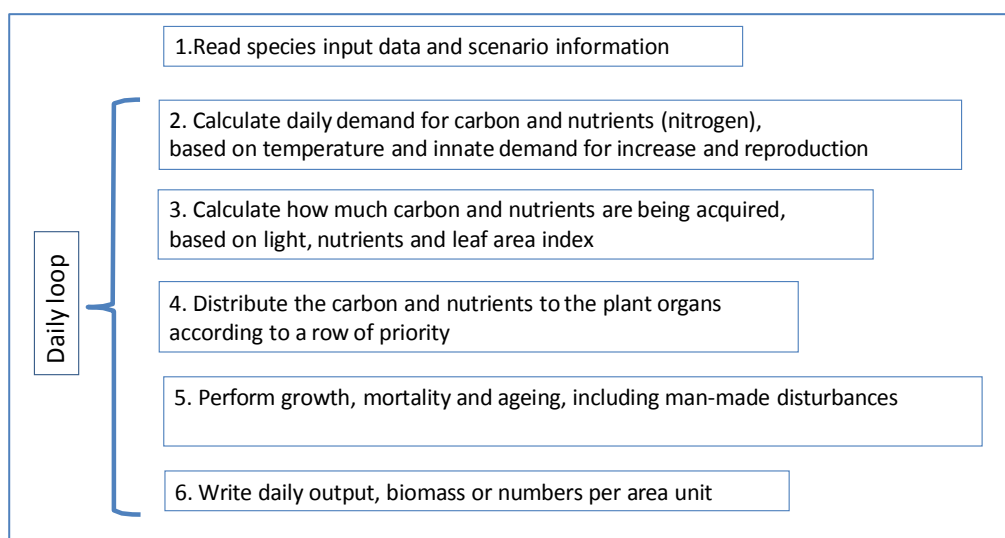 1.Read species input data and scenario information
Daily loop
2. Calculate daily demand for carbon and nutrients (nitrogen),
based on temperature and innate demand for increase and reproduction
3. Calculate how much carbon and nutrients are being acquired,
based on light, nutrients and leaf area index
4. Distribute the carbon and nutrients to the plant organs
according to a row of priority
5. Perform growth, mortality and ageing, including man-made disturbances
6. Write daily output, biomass or numbers per area unit